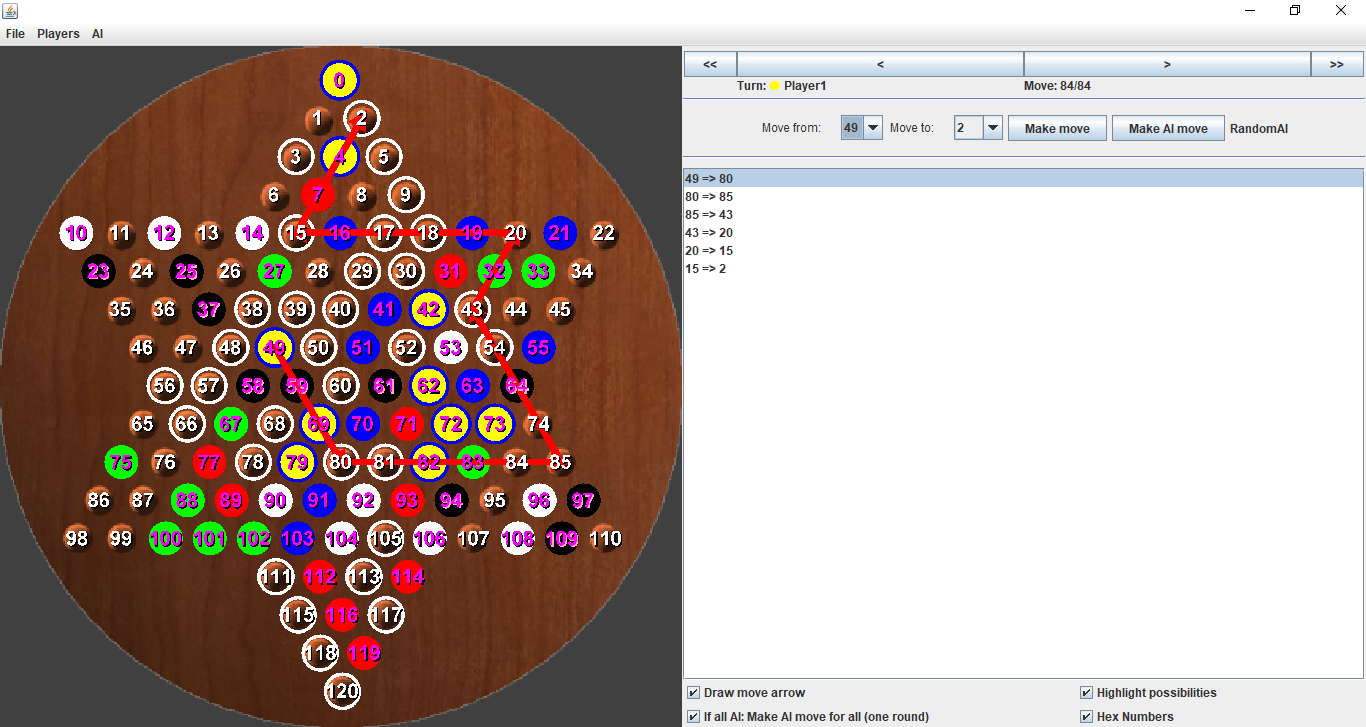 File Players AI
<< < > >>
Turn: Player1 Move: 84/84
Move from: 49 Move to: 2 Make move Make AI move RandomAI
49 => 80
80 => 85
85 => 43
43 => 20
20 => 15
15 => 2
0
1 2
3 4 5
6 7 8 9
10 11 12 13 14 15 16 17 18 19 20 21 22
23 24 25 26 27 28 29 30 31 32 33 34
35 36 37 38 39 40 41 42 43 44 45
46 47 48 49 50 51 52 53 54 55
56 57 58 59 60 61 62 63 64
65 66 67 68 69 70 71 72 73 74
75 76 77 78 79 80 81 82 83 84 85
86 87 88 89 90 91 92 93 94 95 96 97
98 99 100 101 102 103 104 105 106 107 108 109 110
111 112 113 114
115 116 117
118 119
120
Draw move arrow Highlight possibilities
If all AI: Make AI move for all (one round) Hex Numbers